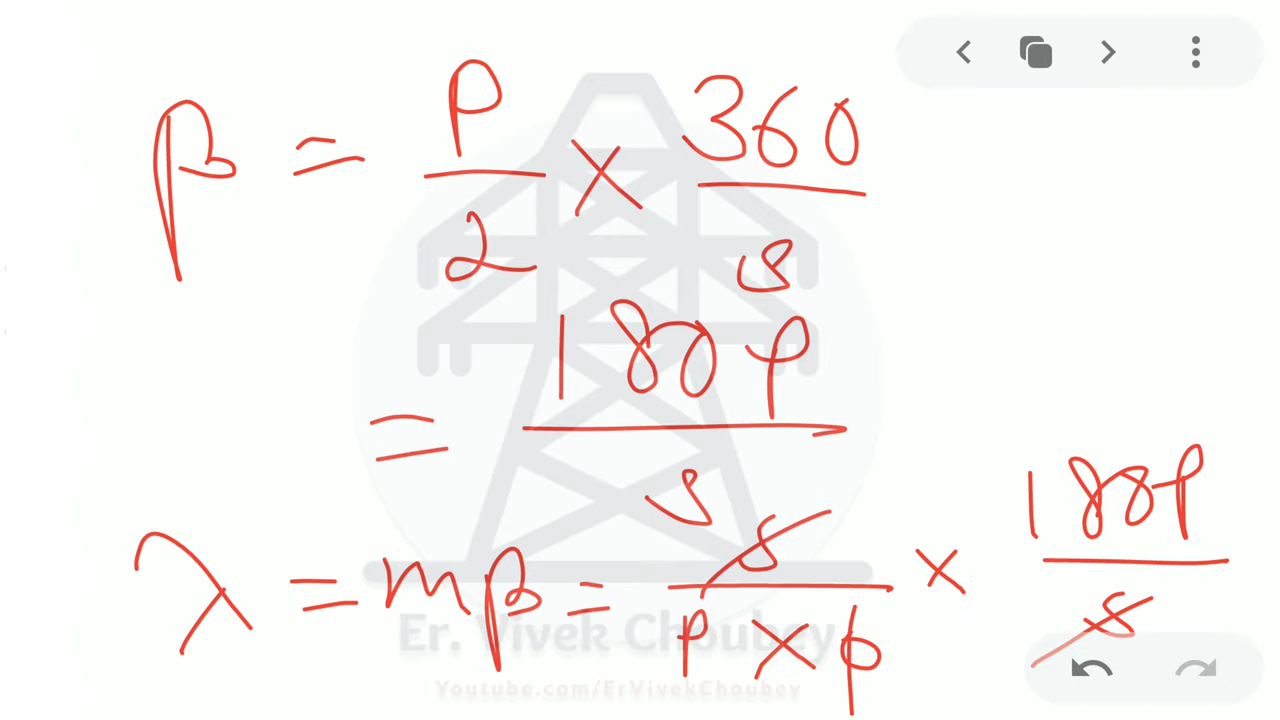 β = P/2 × 360/s
= 180P/s
λ = mβ = s/(P × p) × 180P/s
Er. Vivek Choubey
Youtube.com/ErVivekChoubey